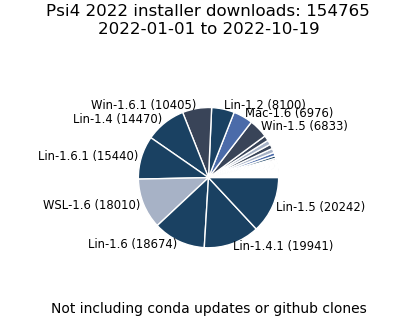 Psi4 2022 installer downloads: 154765
2022-01-01 to 2022-10-19
Win-1.6.1 (10405)
Lin-1.2 (8100)
Lin-1.4 (14470)
Mac-1.6 (6976)
Win-1.5 (6833)
Lin-1.6.1 (15440)
WSL-1.6 (18010)
Lin-1.5 (20242)
Lin-1.6 (18674)
Lin-1.4.1 (19941)
Not including conda updates or github clones